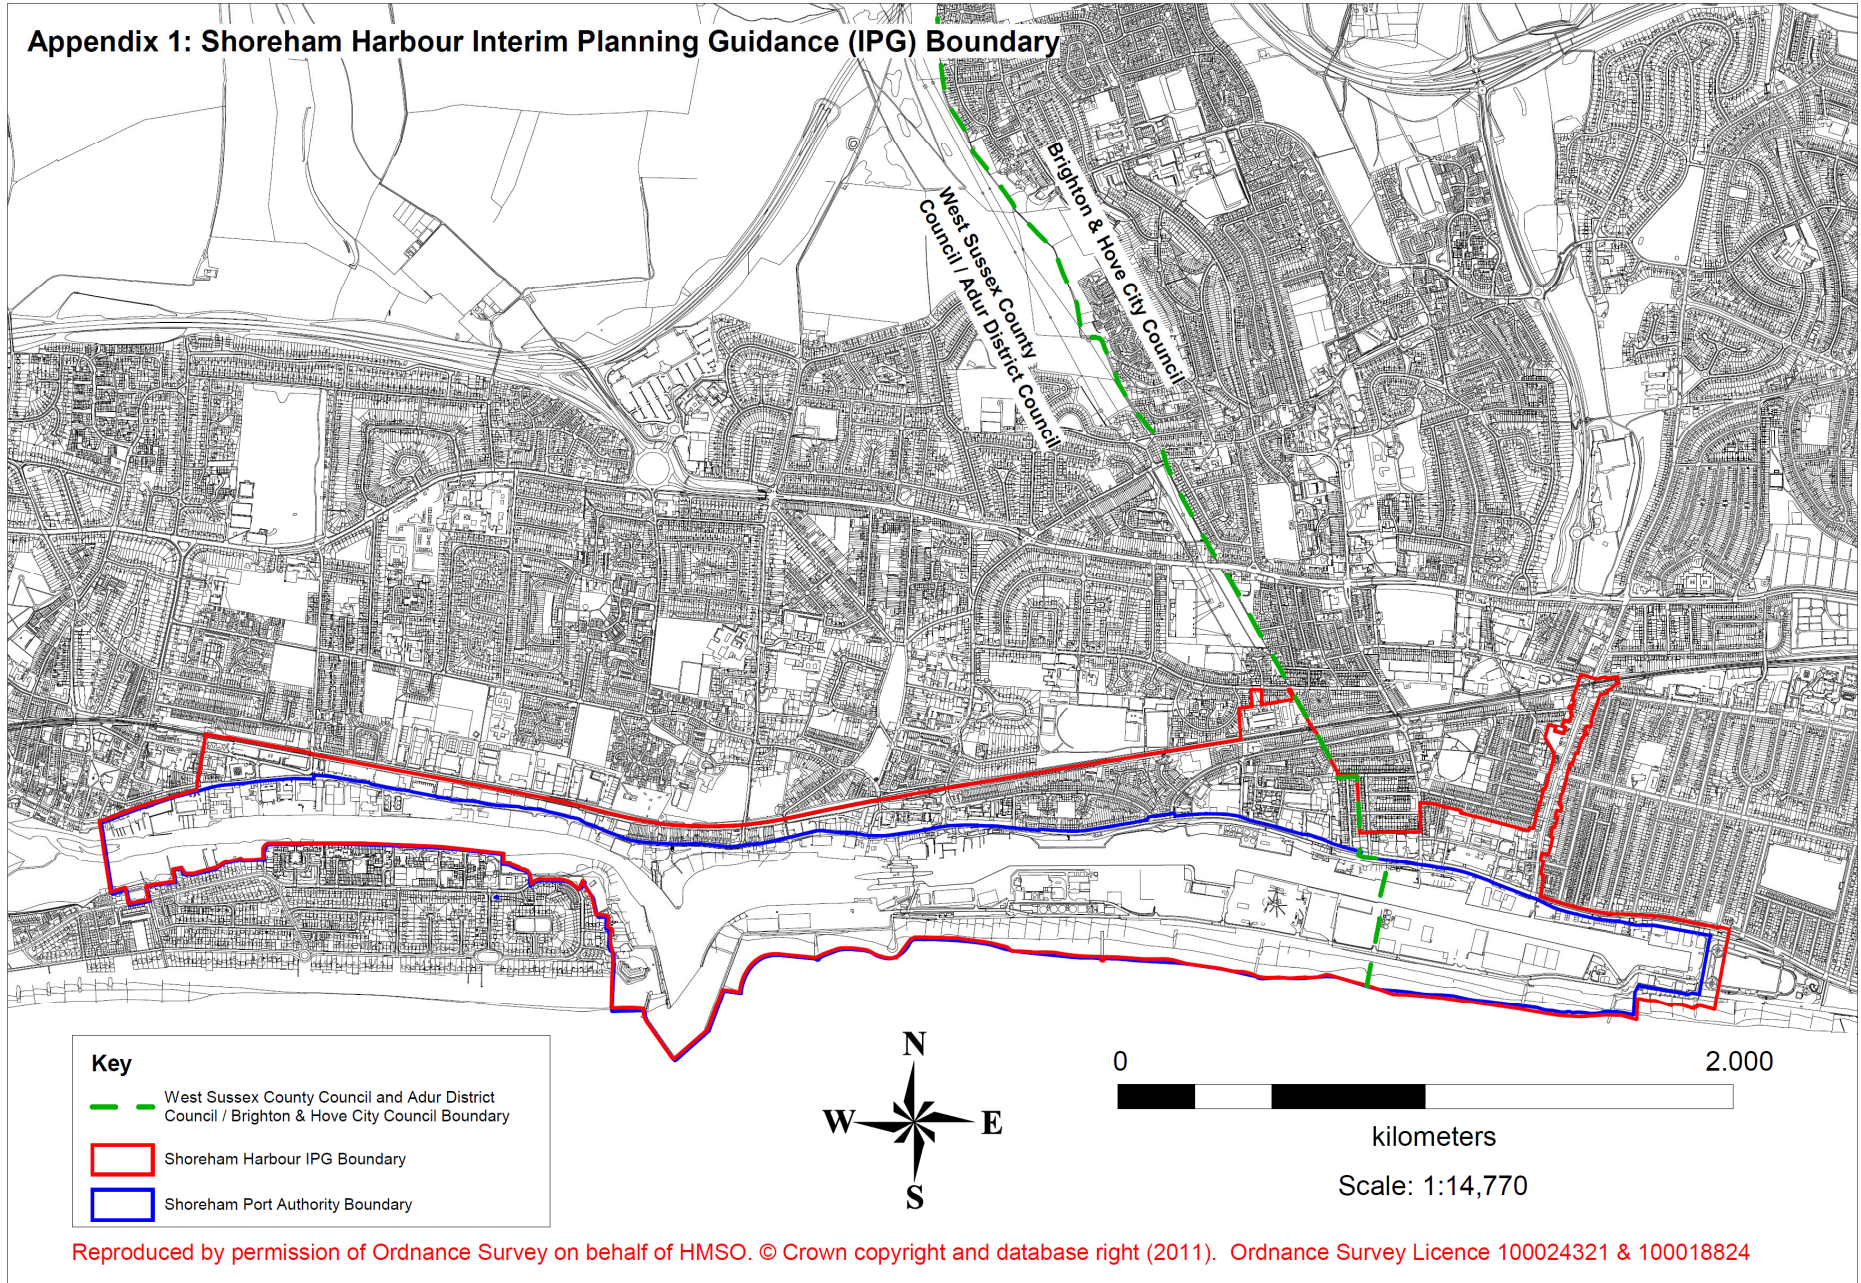 Appendix 1: Shoreham Harbour Interim Planning Guidance (IPG) Boundary
Brighton & Hove City Council
West Sussex County
Council / Adur District Council
Key
West Sussex County Council and Adur District
Council / Brighton & Hove City Council Boundary
Shoreham Harbour IPG Boundary
Shoreham Port Authority Boundary
N
W
E
S
0
2.000
kilometers
Scale: 1:14,770
Reproduced by permission of Ordnance Survey on behalf of HMSO. © Crown copyright and database right (2011). Ordnance Survey Licence 100024321 & 100018824